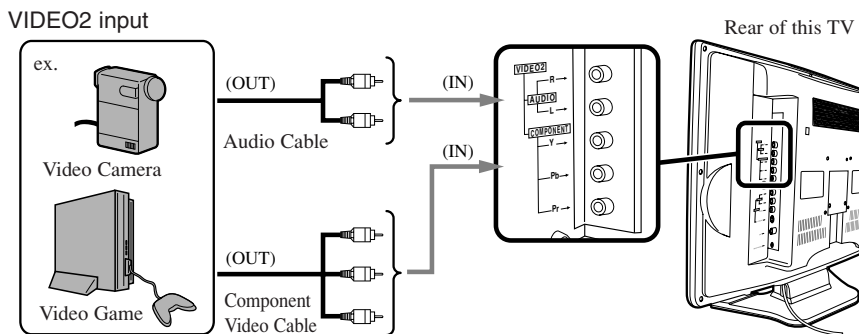 VIDEO2 input
Rear of this TV
ex.
(OUT)
(IN)
VIDEO2
R
AUDIO
L
COMPONENT
Y
Pb
Pr
Audio Cable
(IN)
Video Camera
(OUT)
Component
Video Cable
Video Game